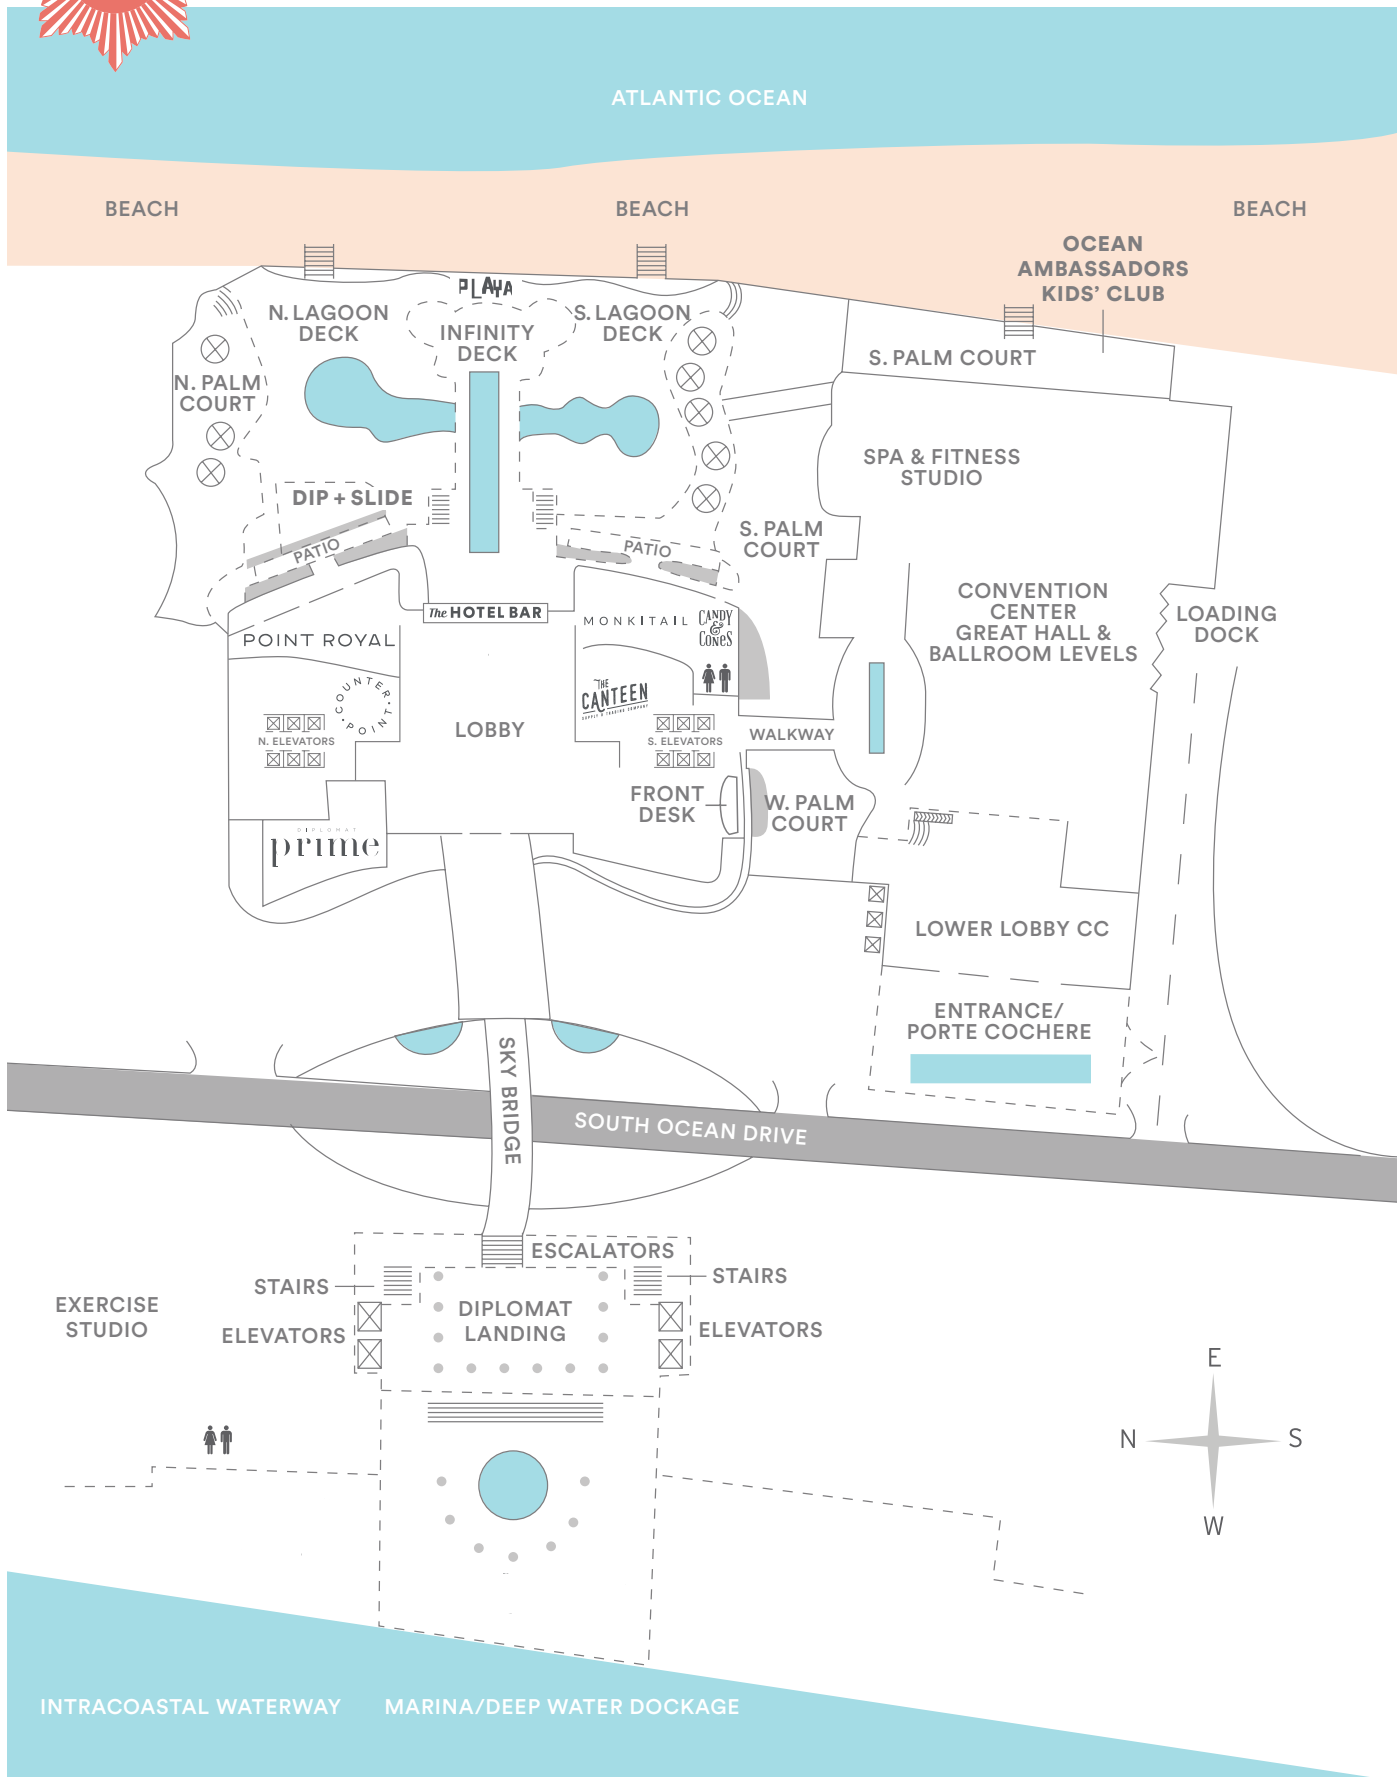 ATLANTIC OCEAN
BEACH
BEACH
BEACH
OCEAN
AMBASSADORS
KIDS' CLUB
PLAYA
N. LAGOON
DECK
INFINITY
DECK
S. LAGOON
DECK
S. PALM COURT
N. PALM
COURT
SPA & FITNESS
STUDIO
DIP + SLIDE
PATIO
PATIO
S. PALM
COURT
CONVENTION
CENTER
GREAT HALL &
BALLROOM LEVELS
LOADING
DOCK
The HOTEL BAR
POINT ROYAL
MONKITAIL
CANDY
&
CONES
COUNTER
POINT
THE
CANTEEN
SUPPLY & TRADING COMPANY
LOBBY
N. ELEVATORS
S. ELEVATORS
WALKWAY
FRONT
DESK
W. PALM
COURT
DIPLOMAT
prime
LOWER LOBBY CC
ENTRANCE/
PORTE COCHERE
SKY BRIDGE
SOUTH OCEAN DRIVE
ESCALATORS
STAIRS
STAIRS
EXERCISE
STUDIO
ELEVATORS
DIPLOMAT
LANDING
ELEVATORS
E
N
S
W
INTRACOASTAL WATERWAY
MARINA/DEEP WATER DOCKAGE